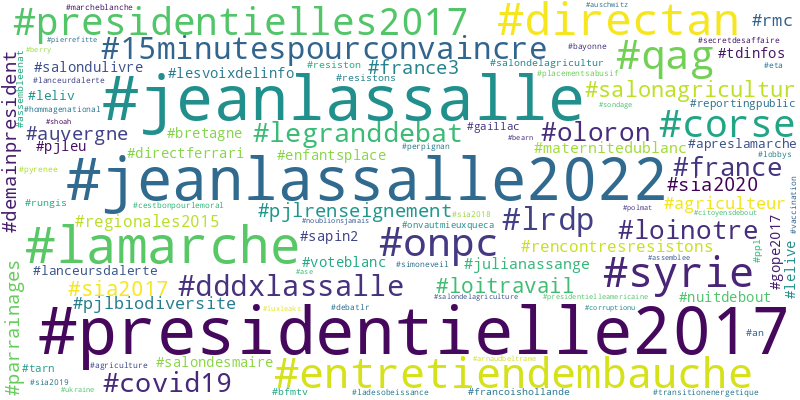 #marcheblanche
#auschwitz
#presidentielles2017
#directan
#rmc
#pierrefitte
#15minutespourconvaincre
#qag
#secretdesaffaire
#berry
#bayonne
#tdinfos
#salondulivre
#resiston
#france3
#salondelagricultur
#eta
#lesvoixdelinfo
#lanceurdalerte
#resistons
#jeanlassalle
#placementsabusif
#salonagricultur
#demainpresident
#assembleenat
#leliv
#hommagenational
#sondage
#reportingpublic
#shoah
#auvergne
#bretagne
#legranddebat
#gaillac
#oloron
#corse
#bearn
#apreslamarche
#pjleu
#perpignan
#maternitedublanc
#directferrari
#enfantsplace
#lobbys
#pyrenee
#jeanlassalle2022
#france
#sia2020
#vaccination
#rungis
#cestbonpourlemoral
#agriculteur
#pjlrenseignement
#sia2018
#lrdp
#polmat
#citoyensdebout
#regionales2015
#noublionsjamais
#onvautmieuxqueca
#loinotre
#lamarche
#sapin2
#onpc
#rencontresresistons
#gope2017
#ppl
#lelive
#voteblanc
#simoneveil
#julianassange
#assemblee
#lanceursdalerte
#ase
#syrie
#parrainages
#sia2017
#dddxlassalle
#loitravail
#nuitdebout
#pjlbiodiversite
#debatlr
#salondelagriculture
#presidentielleamericaine
#luxleaks
#corruptionu
#presidentielle2017
#an
#salondesmaire
#arnaudbeltrame
#entretiendembauche
#tarn
#agriculture
#sia2019
#covid19
#ukraine
#bfmtv
#ladesobeissance
#francoishollande
#transitionenergetique